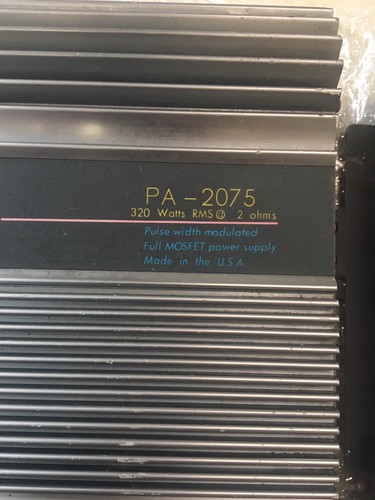 PA-2075
320 Watts RMS@ 2 ohms
Pulse width modulated
Full MOSFET power supply
Made in the U.S.A.